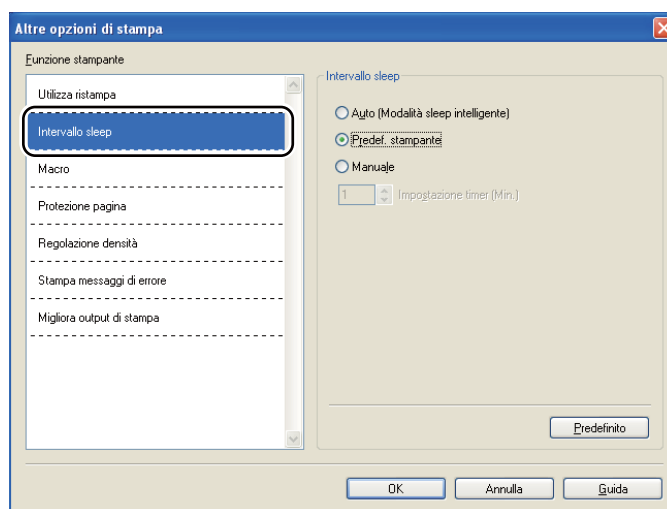 Altre opzioni di stampa
Funzione stampante
Utilizza ristampa
Intervallo sleep
Macro
Protezione pagina
Regolazione densità
Stampa messaggi di errore
Migliora output di stampa
Intervallo sleep
Auto (Modalità sleep intelligente)
Predef. stampante
Manuale
1 Impostazione timer (Min.)
Predefinito
OK Annulla Guida